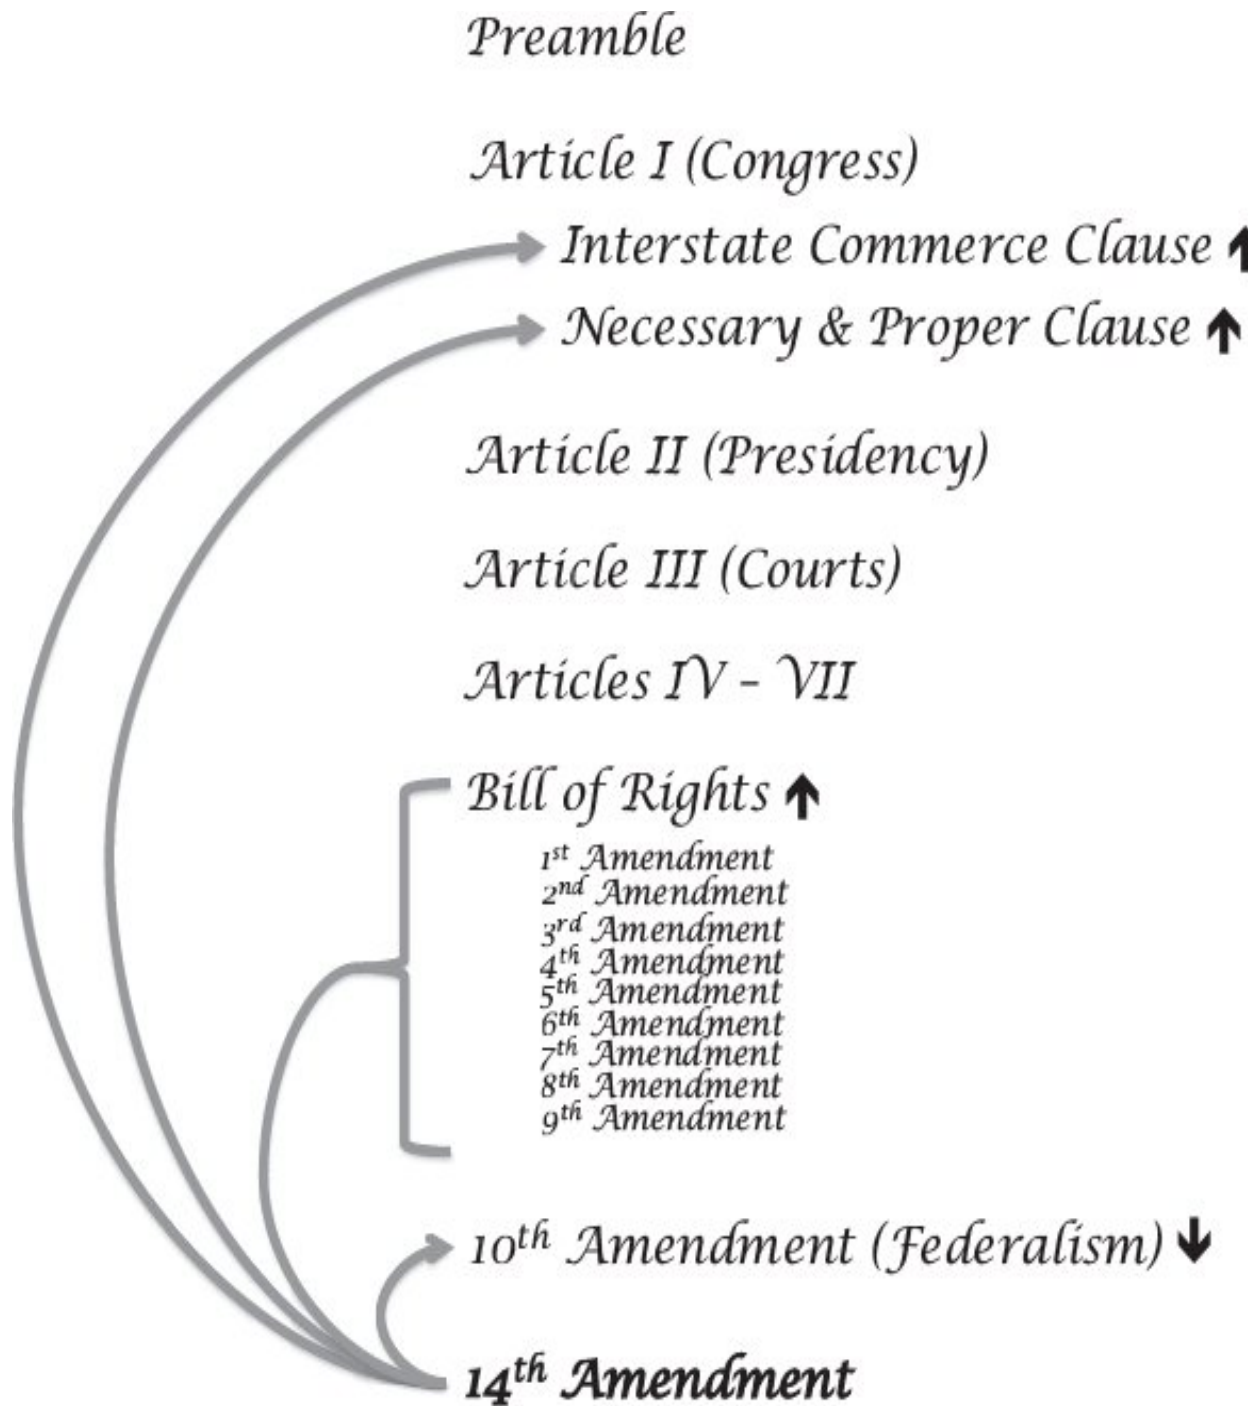 Preamble
Article I (Congress)
Interstate Commerce Clause ↑
Necessary & Proper Clause ↑
Article II (Presidency)
Article III (Courts)
Articles IV - VII
Bill of Rights ↑
1st Amendment
2nd Amendment
3rd Amendment
4th Amendment
5th Amendment
6th Amendment
7th Amendment
8th Amendment
9th Amendment
10th Amendment (Federalism) ↓
14th Amendment